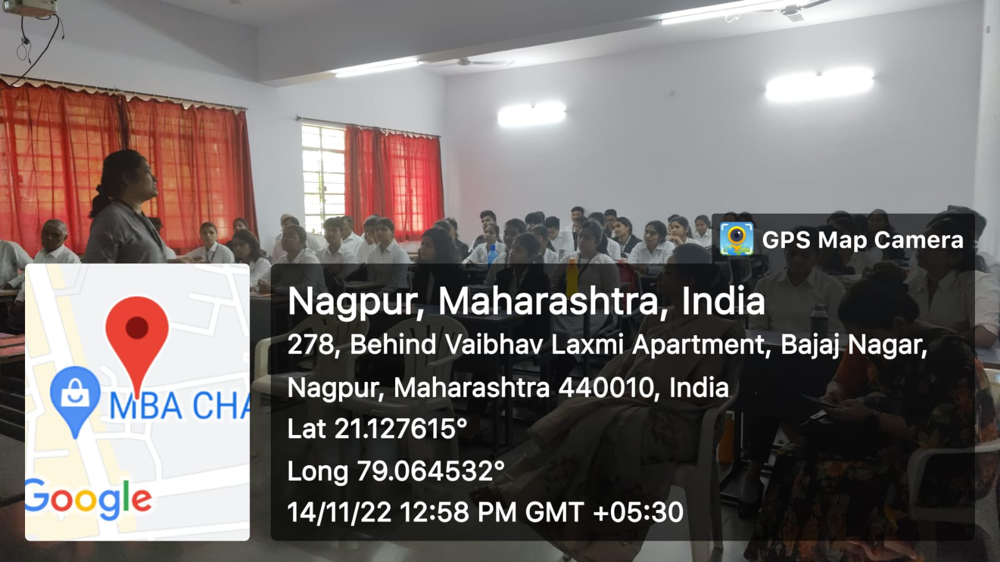 GPS Map Camera
Nagpur, Maharashtra, India
278, Behind Vaibhav Laxmi Apartment, Bajaj Nagar,
Nagpur, Maharashtra 440010, India
Lat 21.127615°
Long 79.064532°
14/11/22 12:58 PM GMT +05:30
MBA CHA
Google